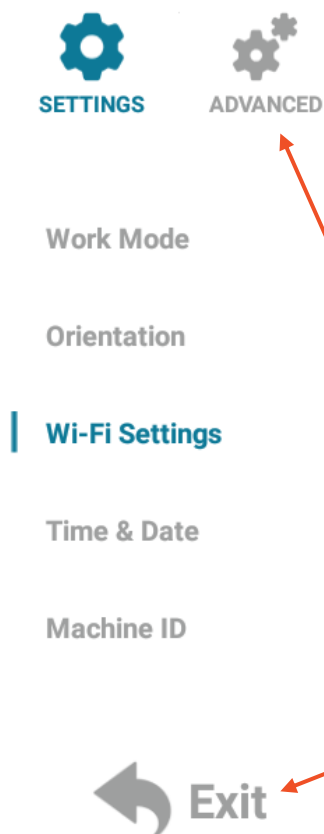 SETTINGS ADVANCED
Work Mode
Orientation
Wi-Fi Settings
Time & Date
Machine ID
Exit